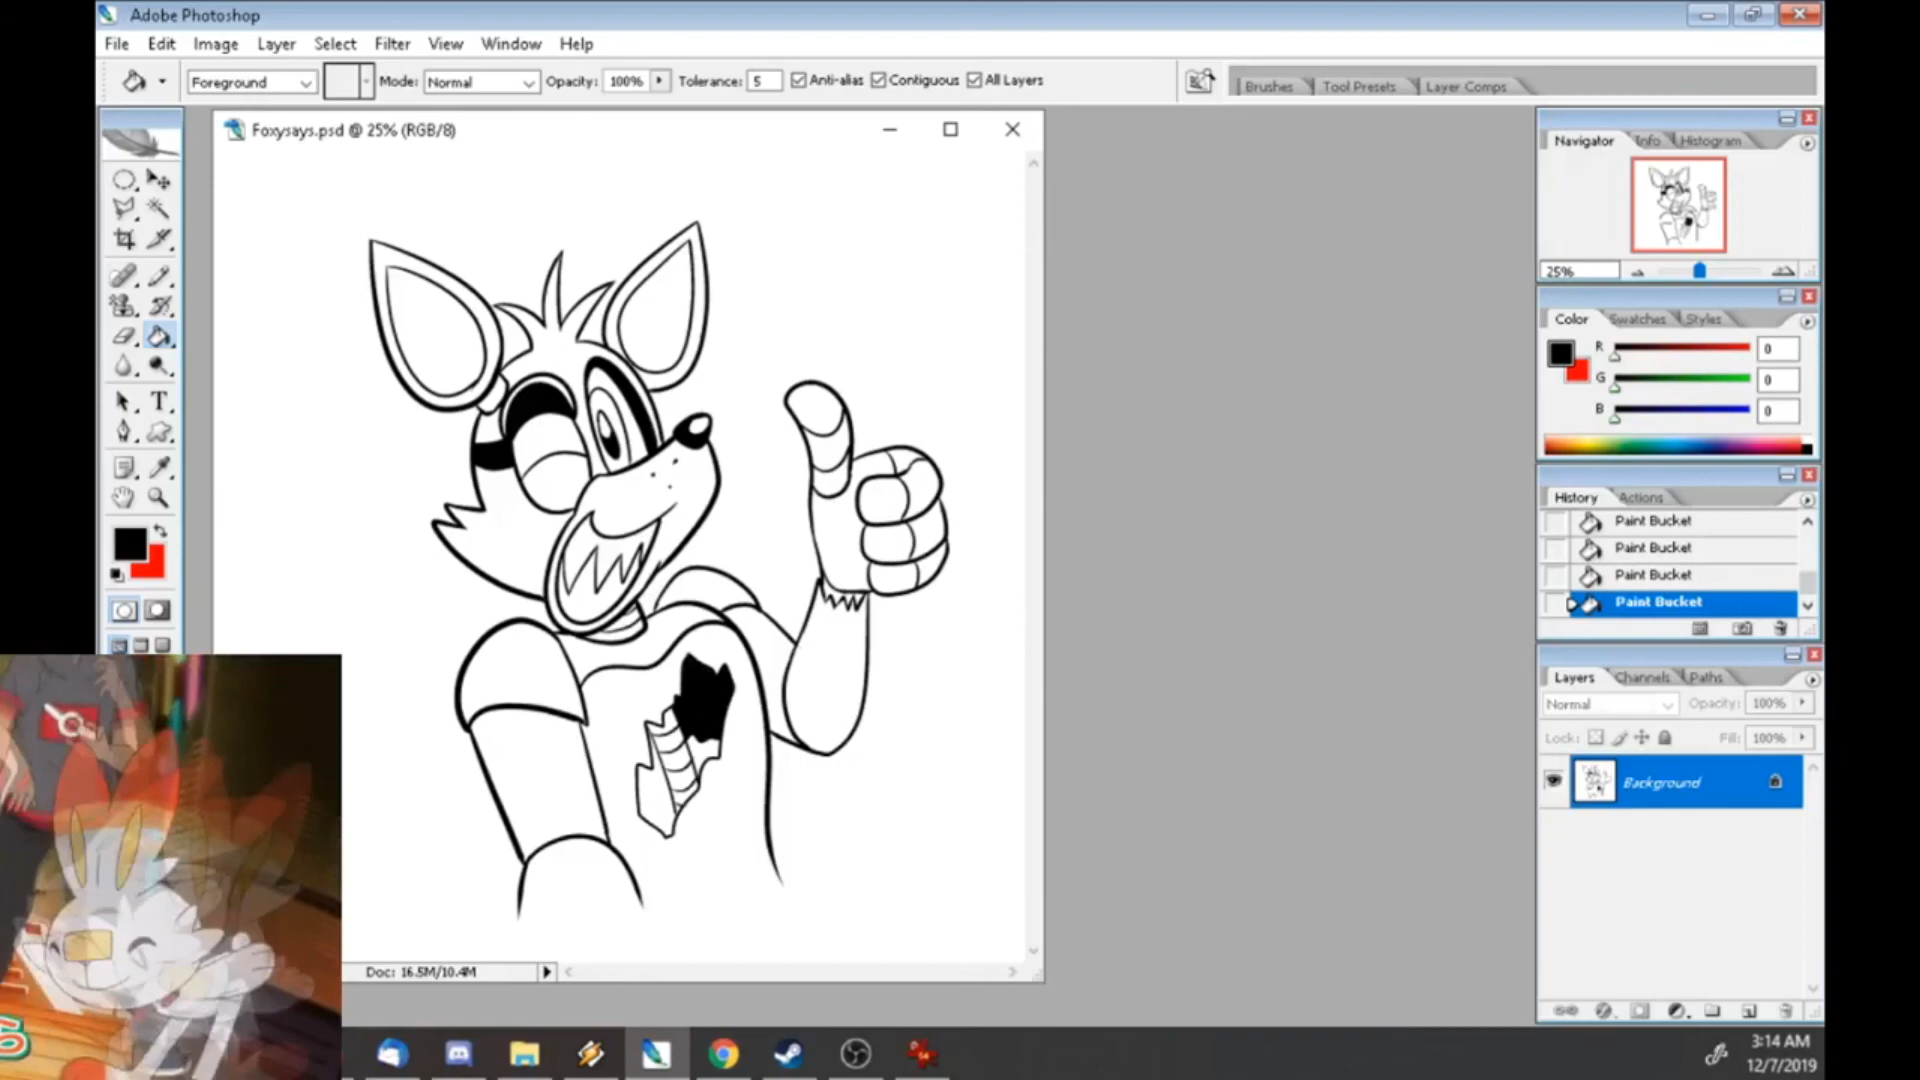 Adobe Photoshop
File Edit Image Layer Select Filter View Window Help
Foreground Mode: Normal Opacity: 100% Tolerance: 5 Anti-alias Contiguous All Layers Brushes Tool Presets Layer Comps
Foxysays.psd @ 25% (RGB/8)
Navigator Info Histogram
25%
Color Swatches Styles
R 0
G 0
B 0
History Actions
Paint Bucket
Paint Bucket
Paint Bucket
Paint Bucket
Layers Channels Paths
Normal Opacity: 100%
Lock: Fill: 100%
Background
Doc: 16.5M/10.4M
3:14 AM
12/7/2019